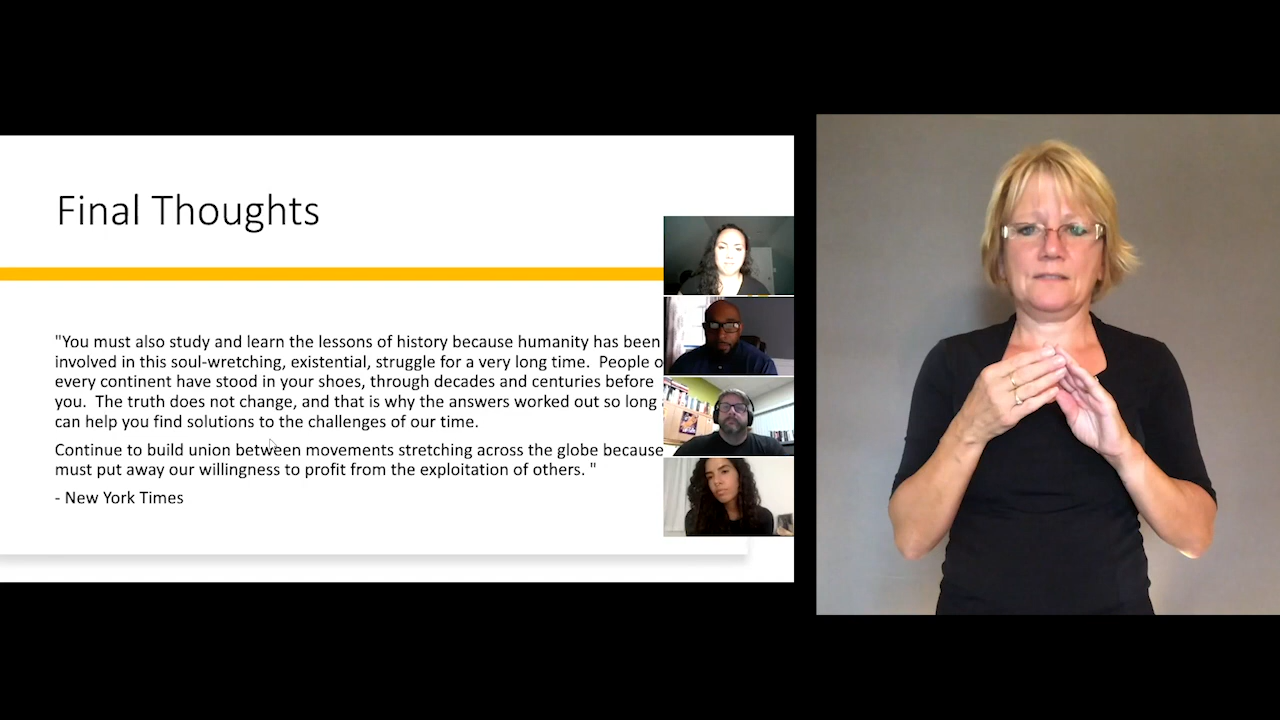 Final Thoughts
"You must also study and learn the lessons of history because humanity has been
involved in this soul-wretching, existential, struggle for a very long time. People o
every continent have stood in your shoes, through decades and centuries before
you. The truth does not change, and that is why the answers worked out so long
can help you find solutions to the challenges of our time.
Continue to build union between movements stretching across the globe because
must put away our willingness to profit from the exploitation of others. "
- New York Times